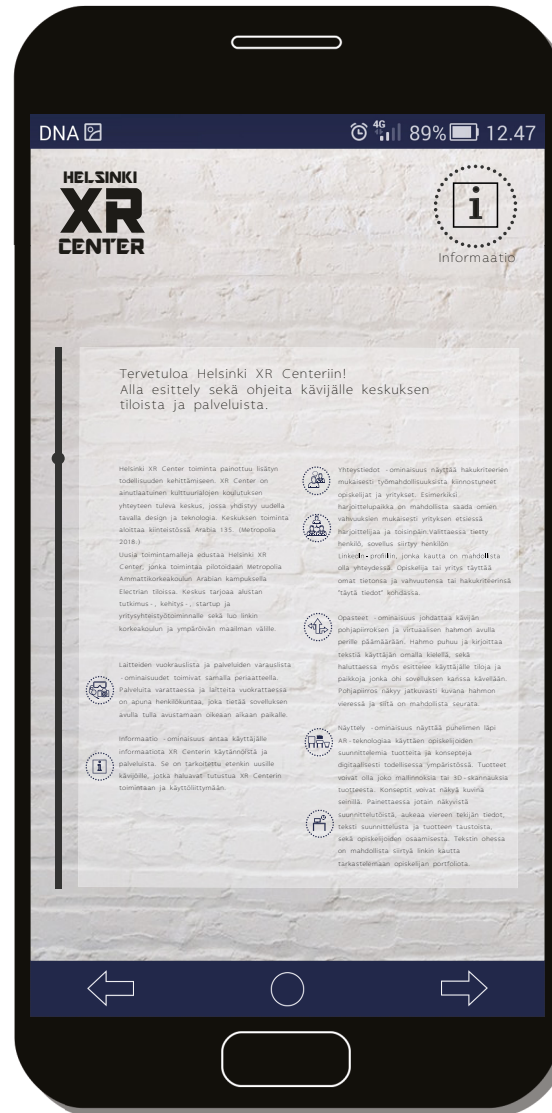 DNA
4G
89%
12.47
HELSINKI
XR
CENTER
i
Informaatio
Tervetuloa Helsinki XR Centeriin!
Alla esittely sekä ohjeita kävijälle keskuksen
tiloista ja palveluista.
Helsinki XR Center toiminta painottuu lisätyn
todellisuuden kehittämiseen. XR Center on
ainutlaatuinen kulttuurialojen koulutuksen
yhteyteen tuleva keskus, jossa yhdistyy uudella
tavalla design ja teknologia. Keskuksen toiminta
aloittaa kiinteistössä Arabia 135. (Metropolia
2018.)
Uusia toimintamalleja edustaa Helsinki XR
Center, jonka toimintaa pilotoidaan Metropolia
Ammattikorkeakoulun Arabian kampuksella
Electrian tiloissa. Keskus tarjoaa alustan
tutkimus-, kehitys-, startup ja
yritysyhteistyötoiminnalle sekä luo linkin
korkeakoulun ja ympäröivän maailman välille.
Laitteiden vuokrauslista ja palveluiden varauslista
-ominaisuudet toimivat samalla periaatteella.
Palveluita varattaessa ja laitteita vuokrattaessa
on apuna henkilökuntaa, joka tietää sovelluksen
avulla tulla avustamaan oikeaan aikaan paikalle.
i
Informaatio -ominaisuus antaa käyttäjälle
informaatiota XR Centerin käytännöistä ja
palveluista. Se on tarkoitettu etenkin uusille
kävijöille, jotka haluavat tutustua XR Centerin
toimintaan ja käyttöliittymään.
Yhteystiedot -ominaisuus näyttää hakukriteerien
mukaisesti työmahdollisuuksista kiinnostuneet
opiskelijat ja yritykset. Esimerkiksi
harjoittelupaikka on mahdollista saada omien
vahvuuksien mukaisesti yrityksen etsiessä
harjoittelijaa ja toisinpäin.Valittaessa tietty
henkilö, sovellus siirtyy henkilön
LinkedIn-profiiliin, jonka kautta on mahdollista
olla yhteydessä. Opiskelija tai yritys täyttää
omat tietonsa ja vahvuutensa tai hakukriteerinsä
"täytä tiedot" kohdassa.
Opasteet -ominaisuus johdattaa kävijän
pohjapiirroksen ja Virtuaalisen hahmon avulla
perille päämäärään. Hahmo puhuu ja kirjoittaa
tekstiä käyttäjän omalla kielellä, sekä
haluttaessa myös esittelee käyttäjälle tiloja ja
paikkoja jonka ohi sovelluksen kanssa kävellään.
Pohjapiiros näkyy jatkuvasti kuvana hahmon
vieressä ja siltä on mahdollista seurata.
Näyttely -ominaisuus näyttää puhelimen läpi
AR-teknologiaa käyttäen opiskelijoiden
suunnittelemia tuotteita ja konsepteja
digitaalisesti todellisessa ympäristössä. Tuotteet
voivat olla joko mallinnoksia tai 3D-skannauksia
tuotteesta. Konseptit voivat näkyä kuvina
seinillä. Painettaessa jotain näkyvistä
suunnittelutöistä, aukeaa viereen tekijän tiedot,
teksti suunnittelusta ja tuotteen taustoista,
sekä opiskelijoiden osaamisesta. Tekstin ohessa
on mahdollista siirtyä linkin kautta
tarkastelemaan opiskelijan portfoliota.